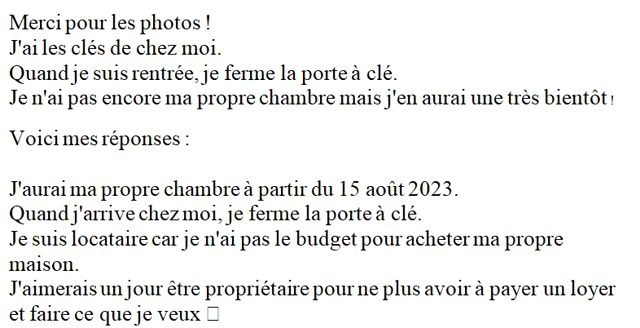 Merci pour les photos !
J'ai les clés de chez moi.
Quand je suis rentrée, je ferme la porte à clé.
Je n'ai pas encore ma propre chambre mais j'en aurai une très bientôt !
Voici mes réponses :
J'aurai ma propre chambre à partir du 15 août 2023.
Quand j'arrive chez moi, je ferme la porte à clé.
Je suis locataire car je n'ai pas le budget pour acheter ma propre
maison.
J'aimerais un jour être propriétaire pour ne plus avoir à payer un loyer
et faire ce que je veux □